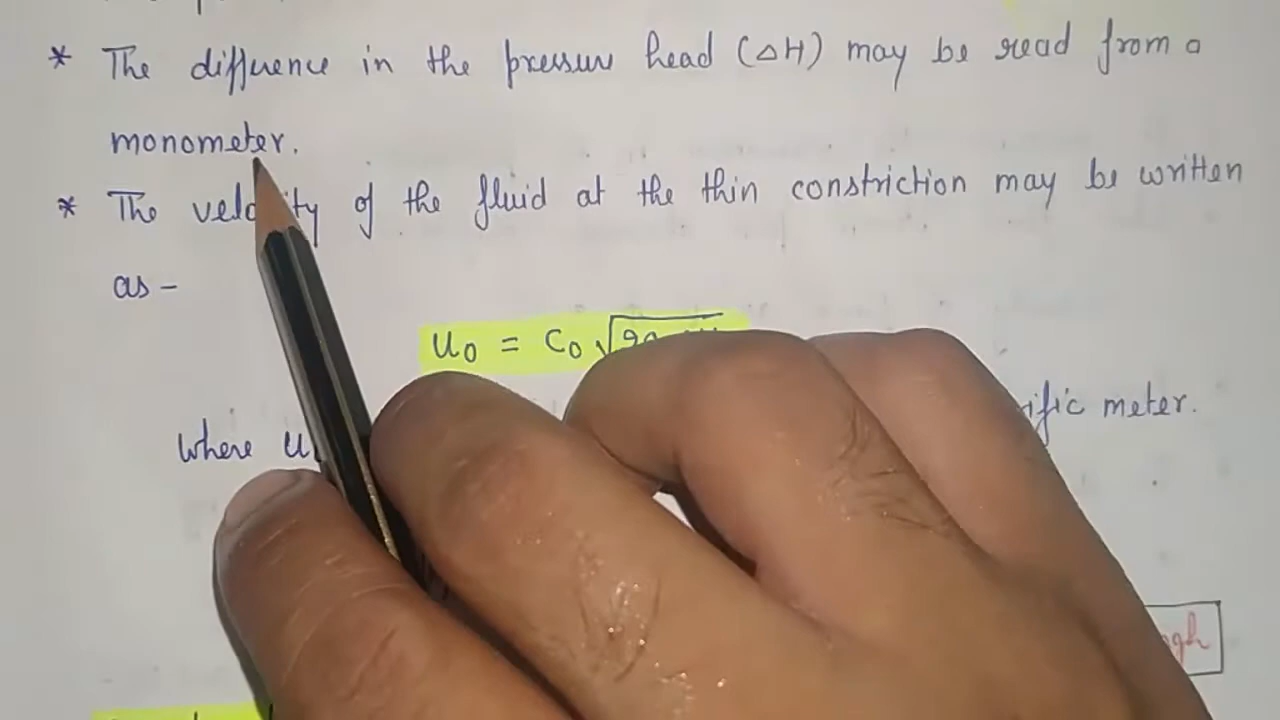 * The difference in the pressure head (ΔH) may be read from a
monometer.
* The velocity of the fluid at the thin constriction may be written
as -
u₀ = C₀√
where u meter.